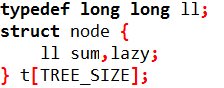 typedef long long ll;
struct node {
    ll sum,lazy;
} t[TREE_SIZE];